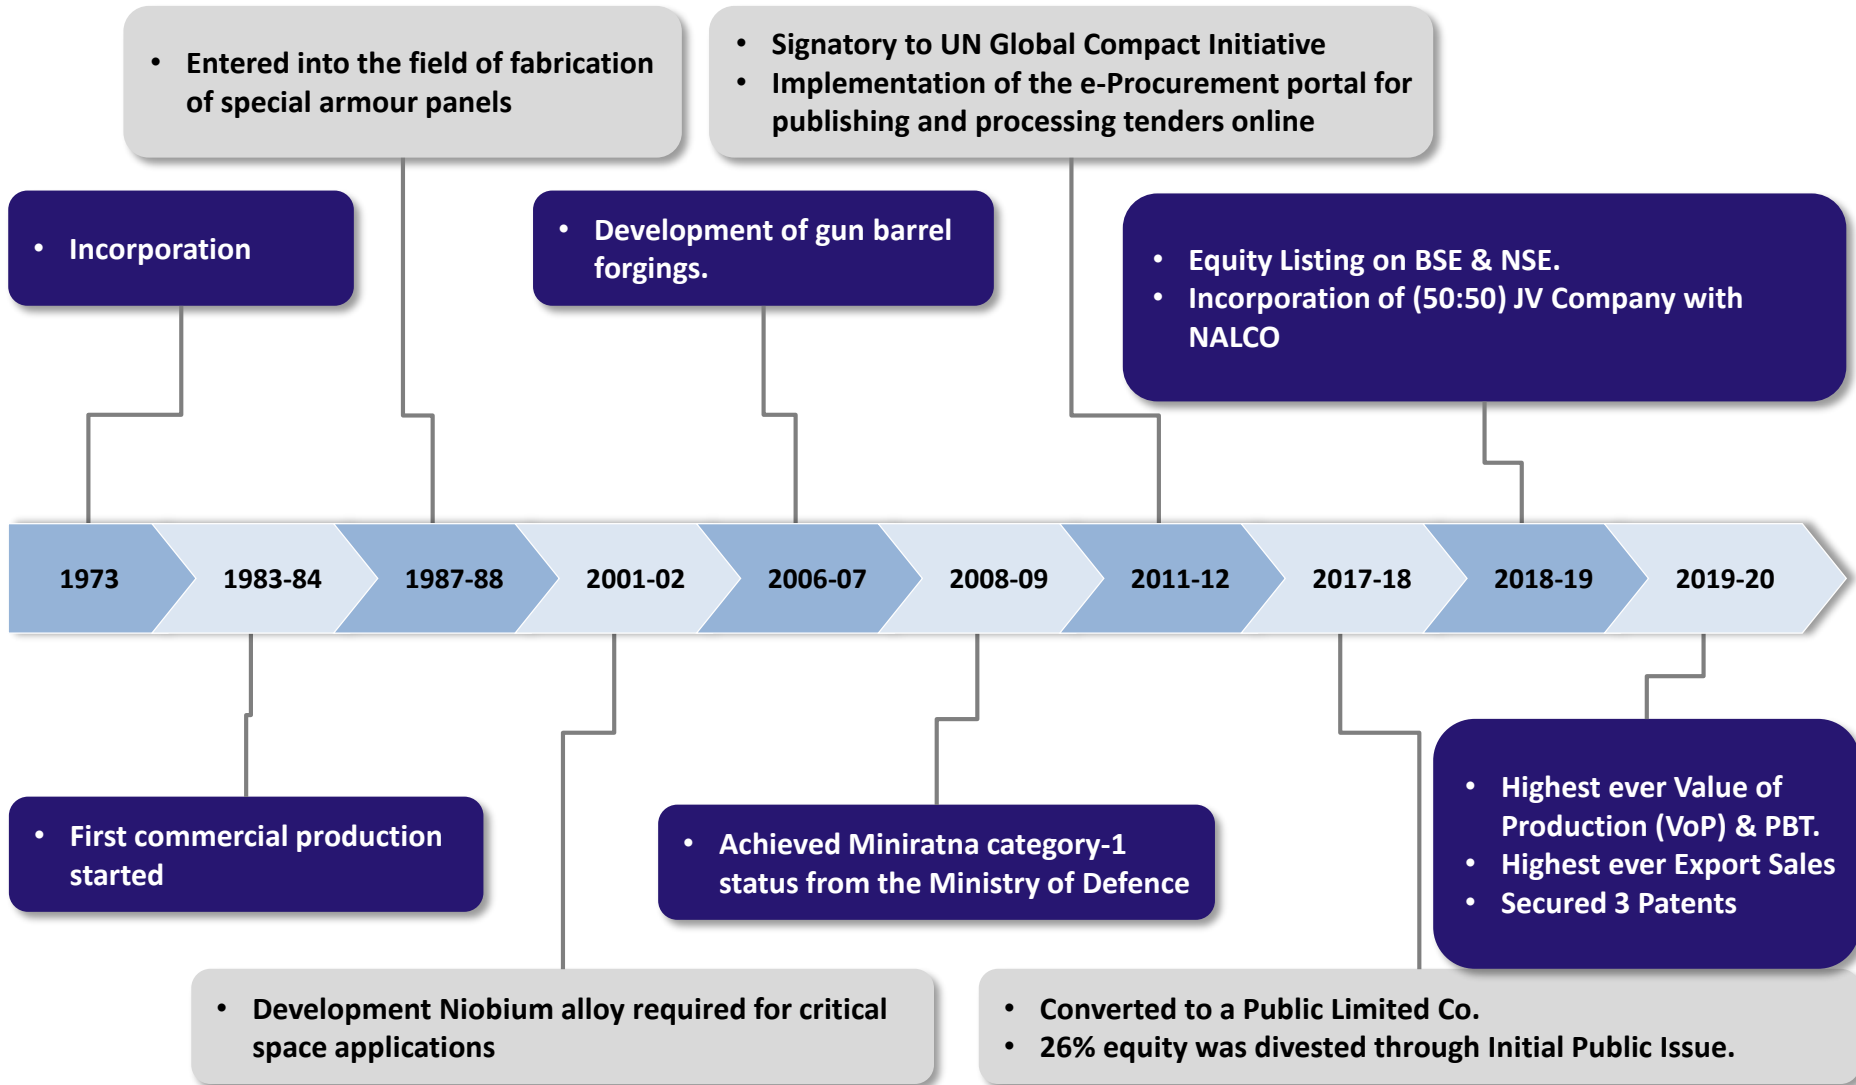 • Entered into the field of fabrication
of special armour panels
• Signatory to UN Global Compact Initiative
• Implementation of the e-Procurement portal for
publishing and processing tenders online
• Incorporation
• Development of gun barrel
forgings.
• Equity Listing on BSE & NSE.
• Incorporation of (50:50) JV Company with
NALCO
1973
1983-84
1987-88
2001-02
2006-07
2008-09
2011-12
2017-18
2018-19
2019-20
• First commercial production
started
• Achieved Miniratna category-1
status from the Ministry of Defence
• Highest ever Value of
Production (VoP) & PBT.
• Highest ever Export Sales
• Secured 3 Patents
• Development Niobium alloy required for critical
space applications
• Converted to a Public Limited Co.
• 26% equity was divested through Initial Public Issue.